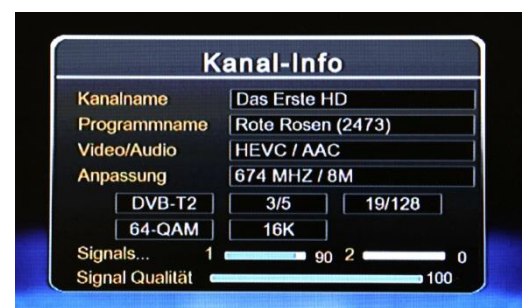 Kanal-Info
Kanalname Das Erste HD
Programmname Rote Rosen (2473)
Video/Audio HEVC / AAC
Anpassung 674 MHZ / 8M
DVB-T2 3/5 19/128
64-QAM 16K
Signals... 1 90 2 0
Signal Qualität 100